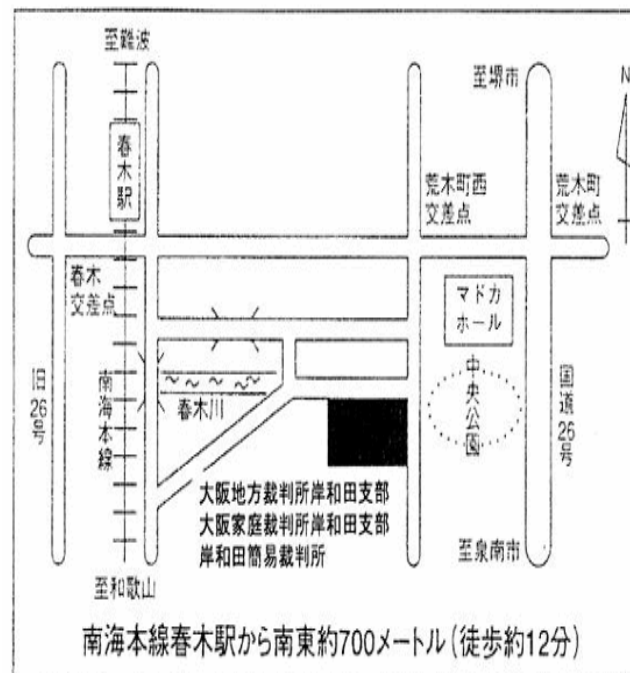 至難波
至堺市
N
春木駅
荒木町西
交差点
荒木町
交差点
春木
交差点
マドカ
ホール
旧26号
南海本線
春木川
中央公園
国道26号
大阪地方裁判所岸和田支部
大阪家庭裁判所岸和田支部
岸和田簡易裁判所
至泉南市
至和歌山
南海本線春木駅から南東約700メートル(徒歩約12分)